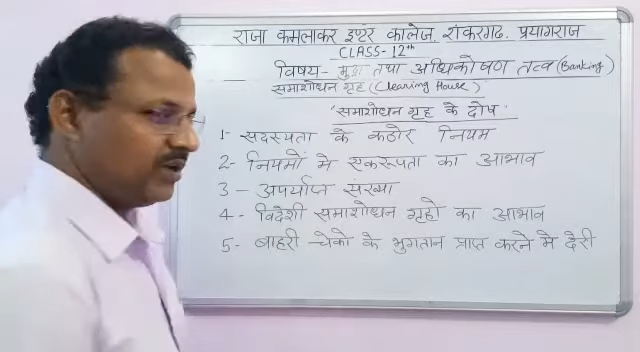 राजा कमलाकर इण्टर कालेज, शंकरगढ़, प्रयागराज
CLASS-12th
विषय- मुद्रा तथा अधिकोषण तत्व (Banking)
समाशोधन गृह (Clearing House)
"समाशोधन गृह के दोष"
1- सदस्यता के कठोर नियम
2- नियमों मे एकरूपता का आभाव
3- अपर्याप्त संख्या
4- विदेशी समाशोधन गृहो का आभाव
5- बाहरी चेको के भुगतान प्राप्त करने मे देरी